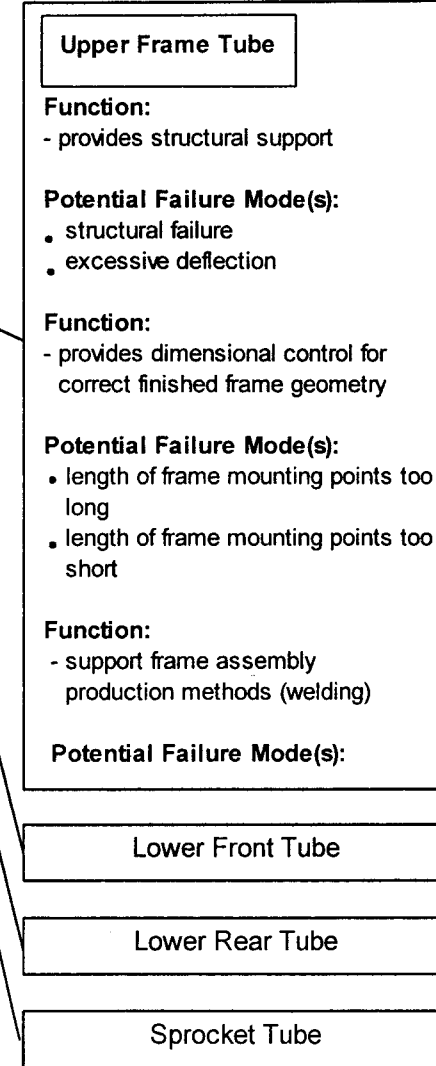 Upper Frame Tube
Function:
- provides structural support
Potential Failure Mode(s):
• structural failure
• excessive deflection
Function:
- provides dimensional control for
correct finished frame geometry
Potential Failure Mode(s):
• length of frame mounting points too
long
• length of frame mounting points too
short
Function:
- support frame assembly
production methods (welding)
Potential Failure Mode(s):
Lower Front Tube
Lower Rear Tube
Sprocket Tube